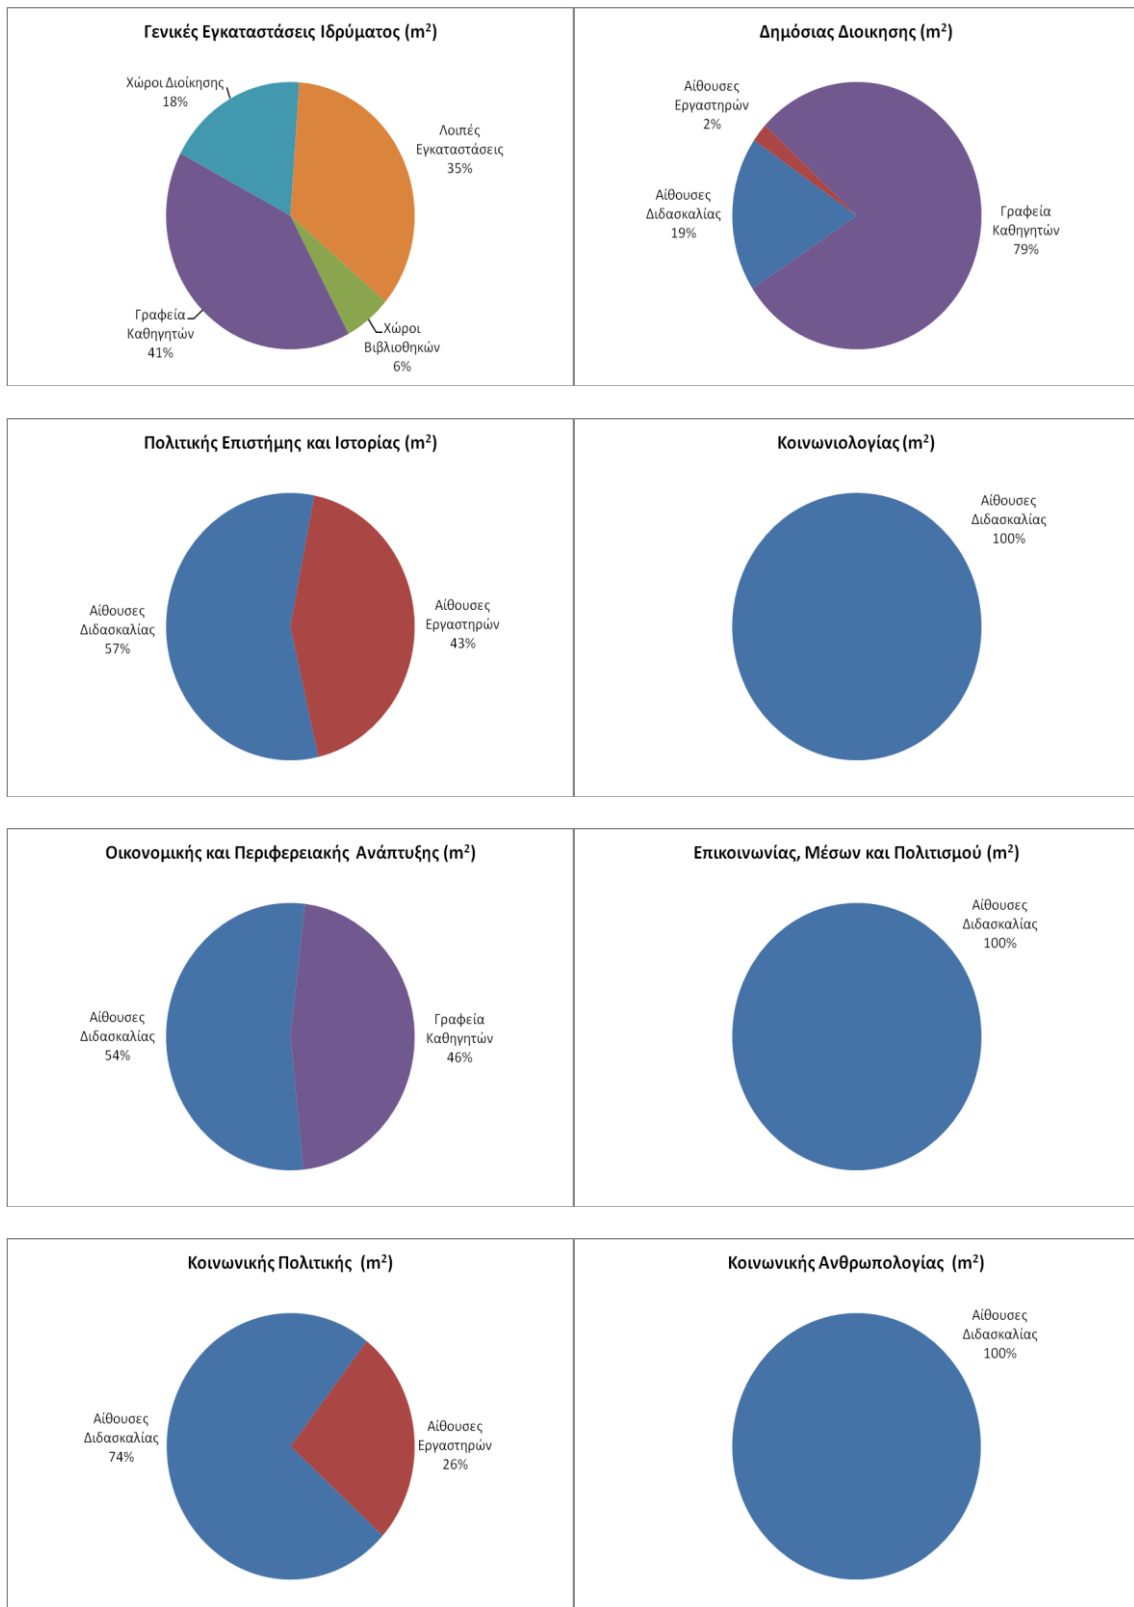 Γενικές Εγκαταστάσεις Ιδρύματος (m²)
Χώροι Διοίκησης
18%
Λοιπές
Εγκαταστάσεις
35%
Γραφεία
Καθηγητών
41%
Χώροι
Βιβλιοθηκών
6%
Δημόσιας Διοικησης (m²)
Αίθουσες
Εργαστηρών
2%
Αίθουσες
Διδασκαλίας
19%
Γραφεία
Καθηγητών
79%
Πολιτικής Επιστήμης και Ιστορίας (m²)
Αίθουσες
Διδασκαλίας
57%
Αίθουσες
Εργαστηρών
43%
Κοινωνιολογίας (m²)
Αίθουσες
Διδασκαλίας
100%
Οικονομικής και Περιφερειακής Ανάπτυξης (m²)
Αίθουσες
Διδασκαλίας
54%
Γραφεία
Καθηγητών
46%
Επικοινωνίας, Μέσων και Πολιτισμού (m²)
Αίθουσες
Διδασκαλίας
100%
Κοινωνικής Πολιτικής (m²)
Αίθουσες
Διδασκαλίας
74%
Αίθουσες
Εργαστηρών
26%
Κοινωνικής Ανθρωπολογίας (m²)
Αίθουσες
Διδασκαλίας
100%